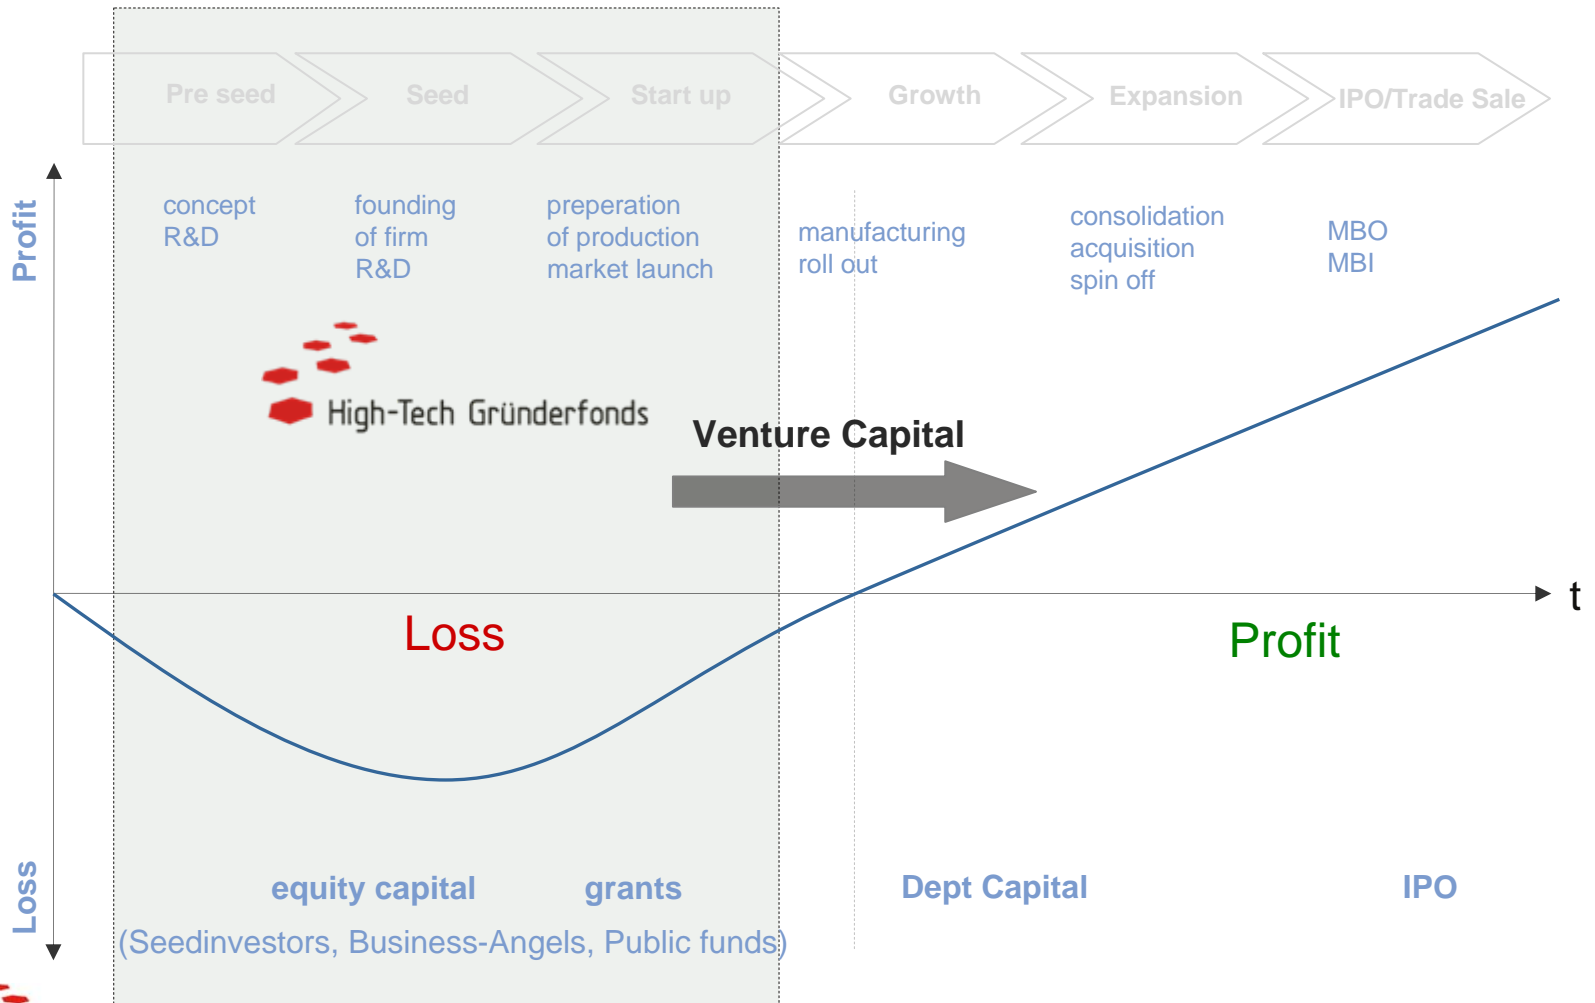 Pre seed
Seed
Start up
Growth
Expansion
IPO/Trade Sale
Profit
concept
R&D
founding
of firm
R&D
preperation
of production
market launch
manufacturing
roll out
consolidation
acquisition
spin off
MBO
MBI
High-Tech Gründerfonds
Venture Capital
t
Loss
Profit
Loss
equity capital
grants
Dept Capital
IPO
(Seedinvestors, Business-Angels, Public funds)